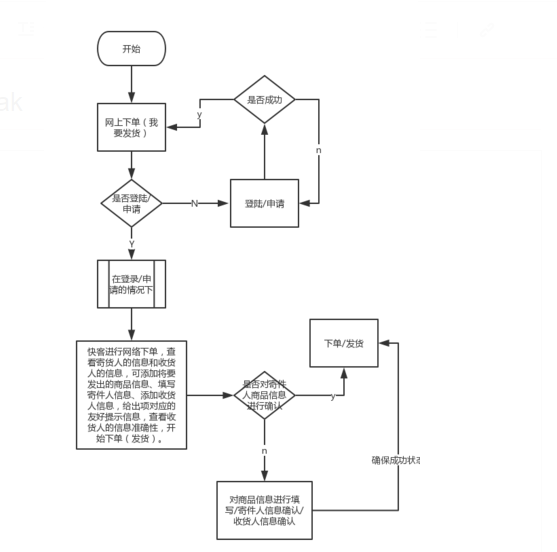 开始
是否成功
网上下单（我
要发货）
y
n
是否登陆/
申请
N
登陆/申请
Y
在登录/申
请的情况下
下单/发货
快客进行网络下单，查
看寄货人的信息和收货
人的信息，可添加将要
发出的商品信息、填写
寄件人信息、添加收货
人信息，给出项对应的
友好提示信息，查看收
货人的信息准确性，开
始下单（发货）。
是否对寄件
人商品信息
进行确认
y
n
确保成功状态
对商品信息进行填
写/寄件人信息确认/
收货人信息确认
ak